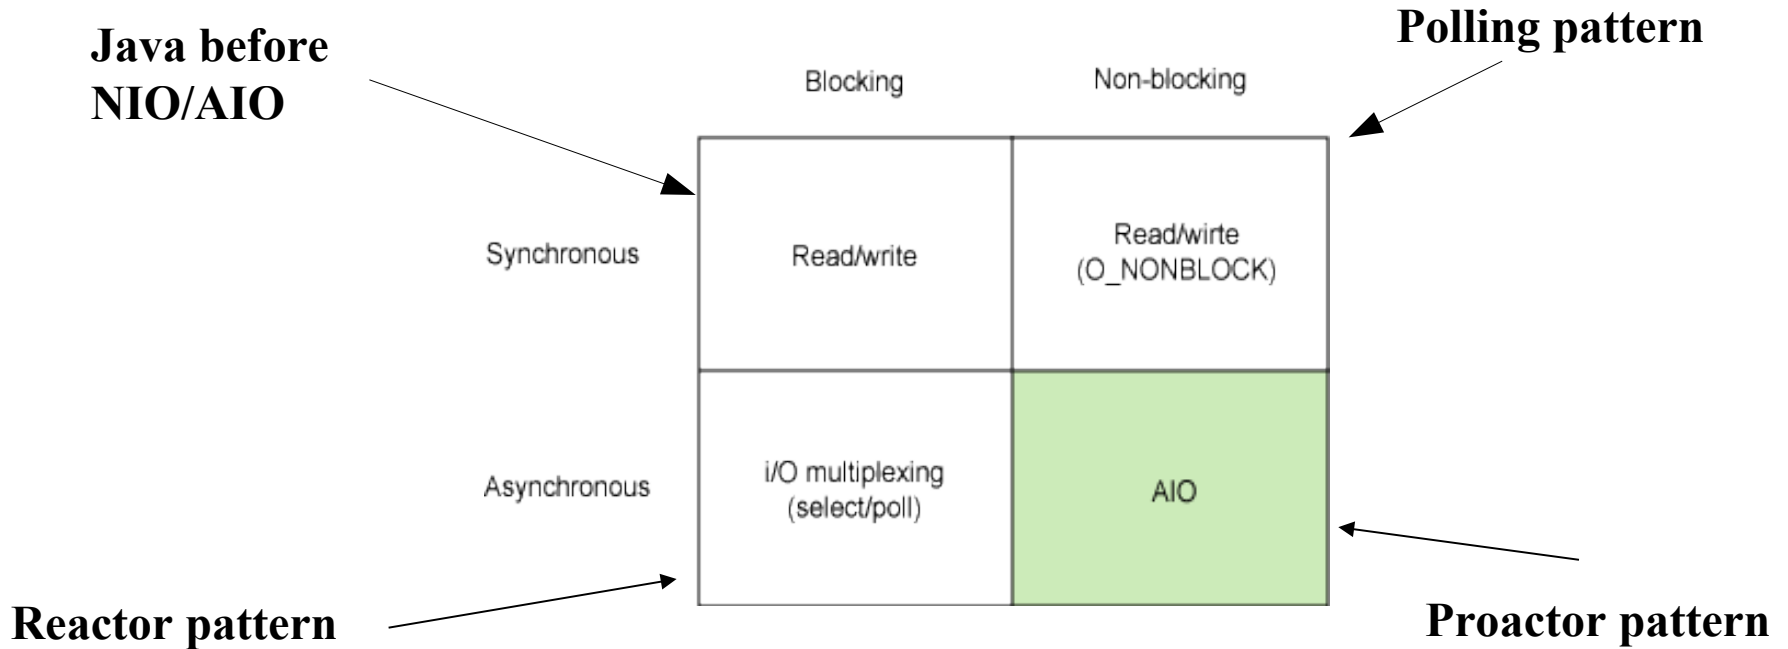 Java before
NIO/AIO
Polling pattern
Blocking
Non-blocking
Synchronous
Read/write
Read/wirte
(O_NONBLOCK)
Asynchronous
i/O multiplexing
(select/poll)
AIO
Reactor pattern
Proactor pattern